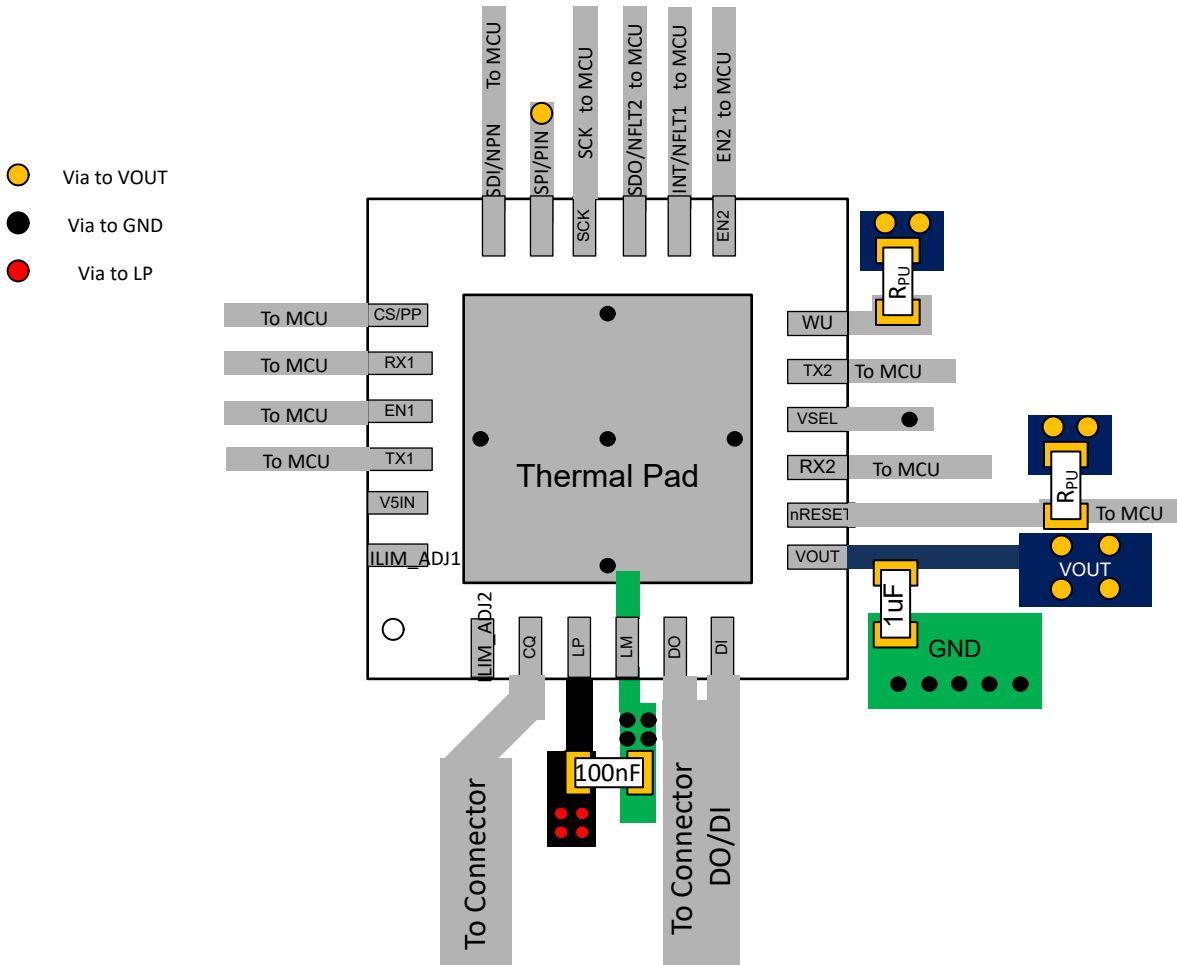 SDI/NPN To MCU
SPI/PIN
SCK to MCU
SDO/NFLT2 to MCU
INT/NFLT1 to MCU
EN2 to MCU
Via to VOUT
Via to GND
Via to LP
SCK
EN2
RPU
To MCU
CS/PP
WU
To MCU
RX1
TX2
To MCU
To MCU
EN1
VSEL
To MCU
TX1
RX2
To MCU
Thermal Pad
V5IN
nRESET
RPU
To MCU
ILIM_ADJ1
VOUT
VOUT
1uF
GND
ILIM_ADJ2
CQ
LP
LM
DO
DI
100nF
To Connector
To Connector
DO/DI